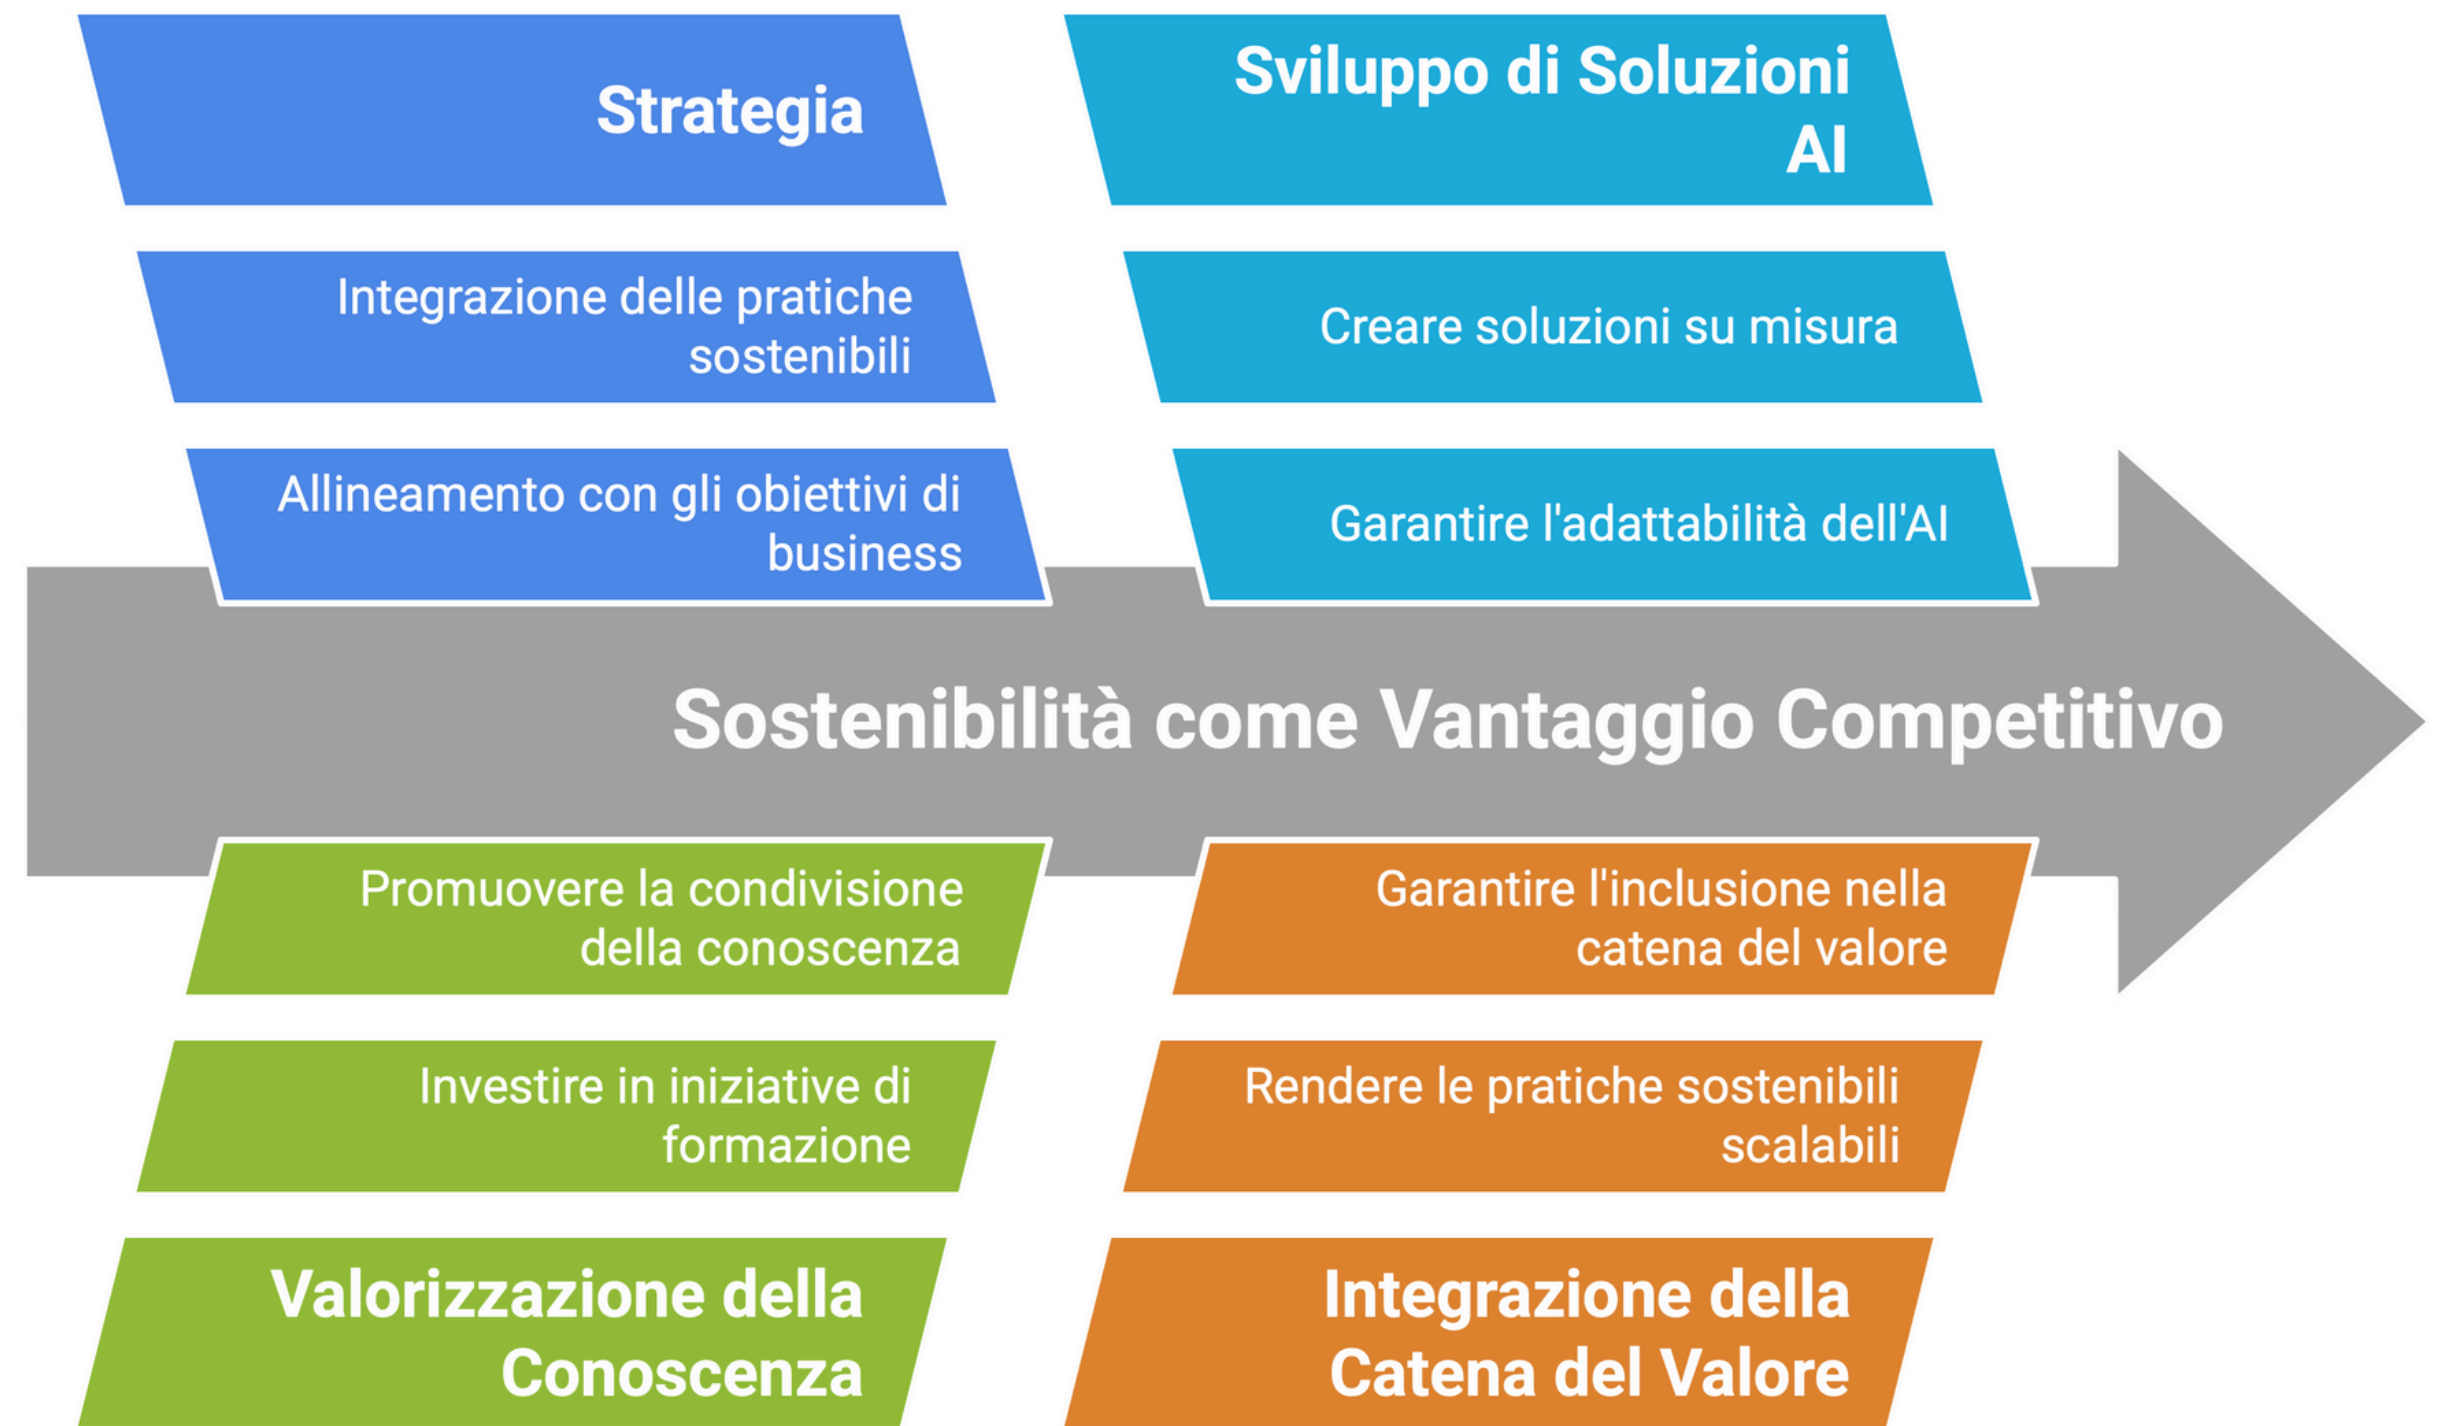 Strategia
Integrazione delle pratiche
sostenibili
Allineamento con gli obiettivi di
business
Sviluppo di Soluzioni
AI
Creare soluzioni su misura
Garantire l'adattabilità dell'AI
Sostenibilità come Vantaggio Competitivo
Promuovere la condivisione
della conoscenza
Investire in iniziative di
formazione
Valorizzazione della
Conoscenza
Garantire l'inclusione nella
catena del valore
Rendere le pratiche sostenibili
scalabili
Integrazione della
Catena del Valore